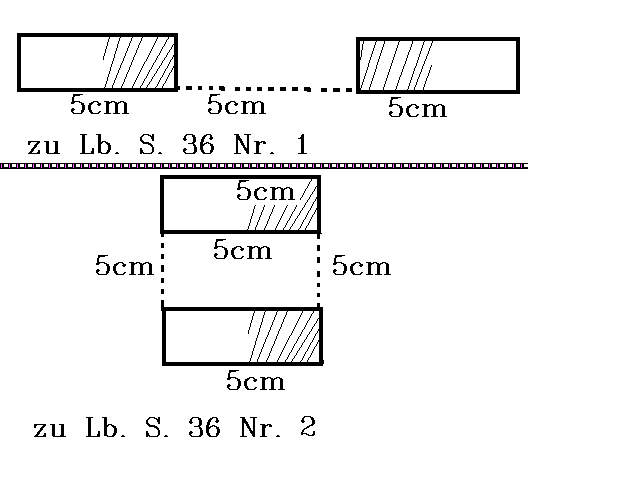 5cm 5cm 5cm
zu Lb. S. 36 Nr. 1
5cm
5cm
5cm 5cm
5cm
zu Lb. S. 36 Nr. 2